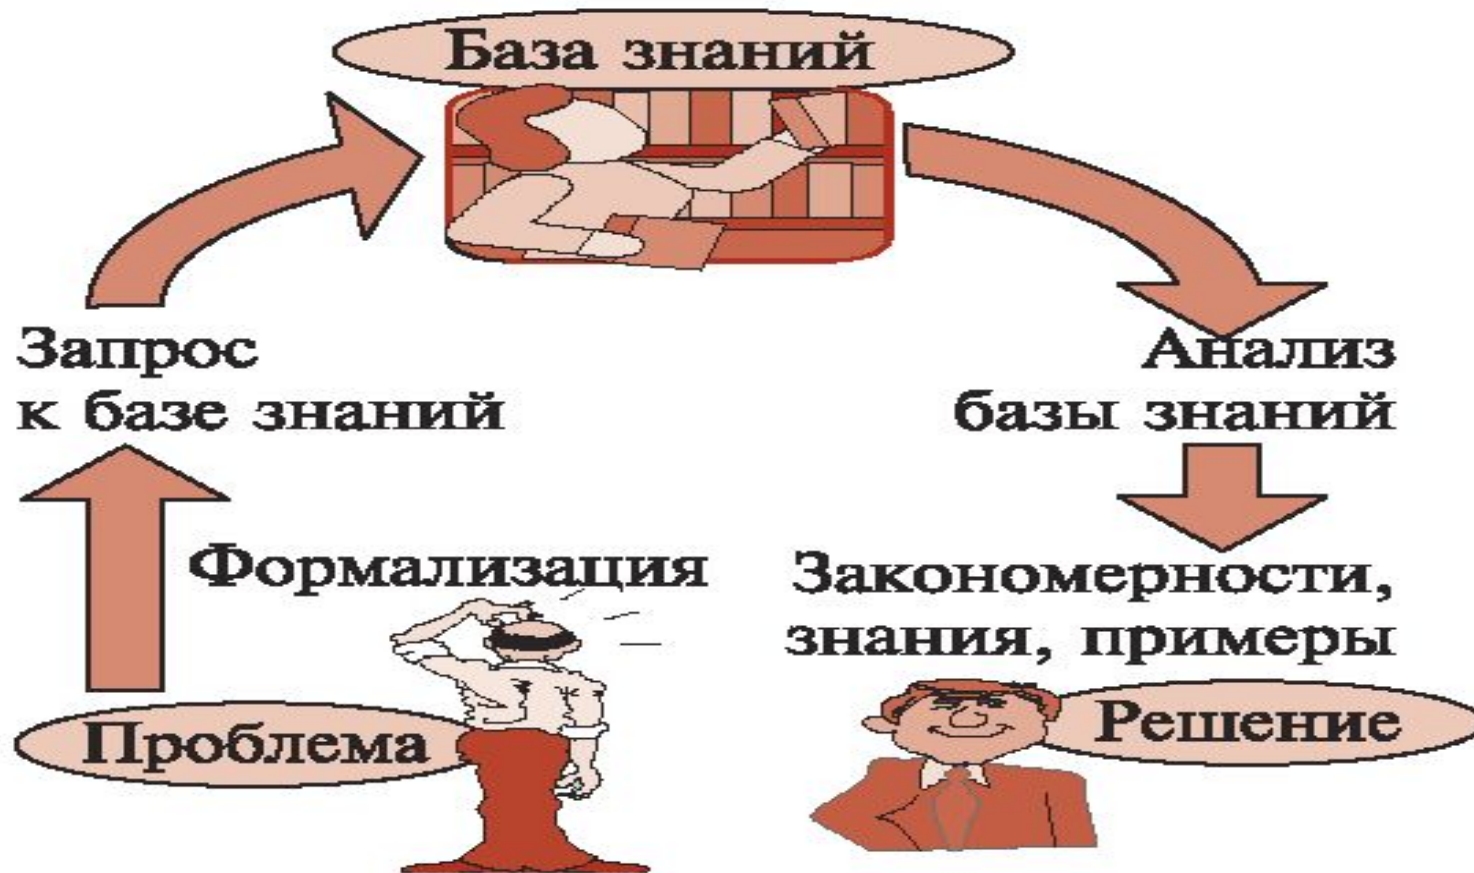 База знаний
Запрос
к базе знаний
Анализ
базы знаний
Формализация
Закономерности,
знания, примеры
Проблема
Решение